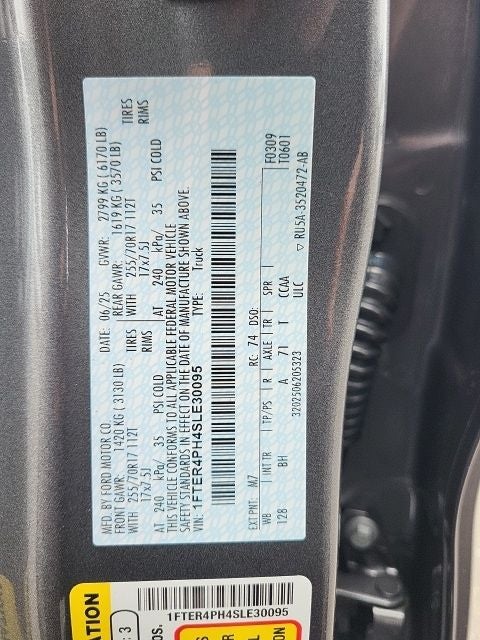 MFD. BY FORD MOTOR CO.
DATE: 06/25 GVWR: 2799 KG ( 6170 LB)
FRONT GAWR: 1420 KG ( 3130 LB)
REAR GAWR: 1619 KG ( 3570 LB)
WITH 255/70R17 112T TIRES
17x7.5J RIMS
AT 240 kPa/ 35 PSI COLD
WITH 255/70R17 112T TIRES
17x7.5J RIMS
AT 240 kPa/ 35 PSI COLD
THIS VEHICLE CONFORMS TO ALL APPLICABLE FEDERAL MOTOR VEHICLE
SAFETY STANDARDS IN EFFECT ON THE DATE OF MANUFACTURE SHOWN ABOVE.
VIN: 1FTER4PH4SLE30095
TYPE: Truck
F0309
T0601
EXT PNT: M7 RC: 74 DSO:
WB INT TR TP/PS R AXLE TR SPR
128 BH A 71 T CCAA
ULC
3202506205323
▽ RU5A-3520472-AB
ATION
: 3
bs.
1FTER4PH4SLE30095